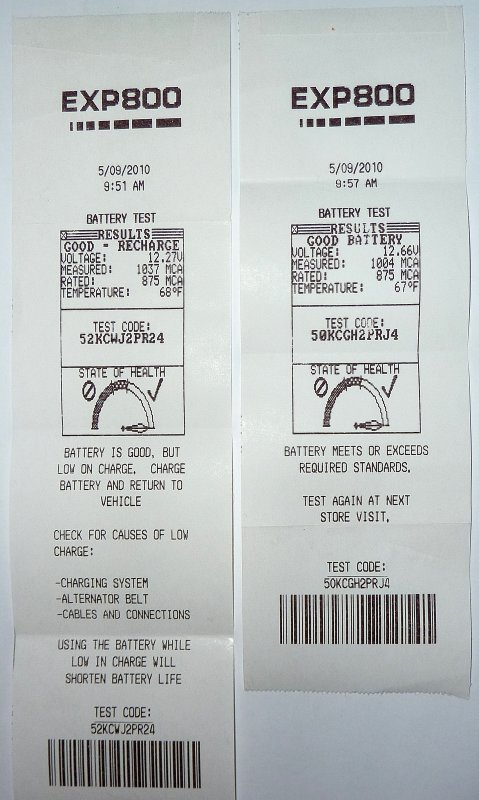 EXP800
5/09/2010
9:51 AM
BATTERY TEST
RESULTS
GOOD - RECHARGE
VOLTAGE: 12.27V
MEASURED: 1037 MCA
RATED: 875 MCA
TEMPERATURE: 68°F
TEST CODE:
52KCWJ2PR24
STATE OF HEALTH
BATTERY IS GOOD, BUT
LOW ON CHARGE. CHARGE
BATTERY AND RETURN TO
VEHICLE
CHECK FOR CAUSES OF LOW
CHARGE:
-CHARGING SYSTEM
-ALTERNATOR BELT
-CABLES AND CONNECTIONS
USING THE BATTERY WHILE
LOW IN CHARGE WILL
SHORTEN BATTERY LIFE
TEST CODE:
52KCWJ2PR24
EXP800
5/09/2010
9:57 AM
BATTERY TEST
RESULTS
GOOD BATTERY
VOLTAGE: 12.66V
MEASURED: 1004 MCA
RATED: 875 MCA
TEMPERATURE: 67°F
TEST CODE:
50KCGH2PRJ4
STATE OF HEALTH
BATTERY MEETS OR EXCEEDS
REQUIRED STANDARDS.
TEST AGAIN AT NEXT
STORE VISIT.
TEST CODE:
50KCGH2PRJ4